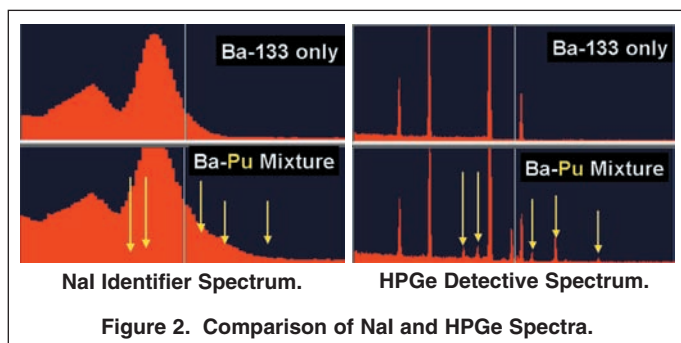 Ba-133 only
Ba-133 only
Ba-Pu Mixture
Ba-Pu Mixture
NaI Identifier Spectrum.
HPGe Detective Spectrum.
Figure 2. Comparison of NaI and HPGe Spectra.